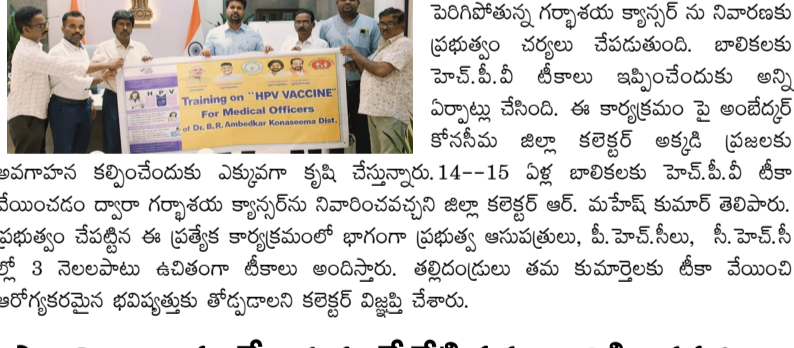 H P V
Training on "HPV VACCINE"
For Medical Officers
of Dr. B.R. Ambedkar Konaseema Dist.
పెరిగిపోతున్న గర్భాశయ క్యాన్సర్ ను నివారణకు
ప్రభుత్వం చర్యలు చేపడుతుంది. బాలికలకు
హెచ్.పీ.వీ టీకాలు ఇప్పించేందుకు అన్ని
ఏర్పాట్లు చేసింది. ఈ కార్యక్రమం పై అంబేద్కర్
కోనసీమ జిల్లా కలెక్టర్ అక్కడి ప్రజలకు
అవగాహన కల్పించేందుకు ఎక్కువగా కృషి చేస్తున్నారు.14--15 ఏళ్ల బాలికలకు హెచ్.పీ.వీ టీకా
వేయించడం ద్వారా గర్భాశయ క్యాన్సర్‌ను నివారించవచ్చని జిల్లా కలెక్టర్ ఆర్. మహేష్ కుమార్ తెలిపారు.
ప్రభుత్వం చేపట్టిన ఈ ప్రత్యేక కార్యక్రమంలో భాగంగా ప్రభుత్వ ఆసుపత్రులు, పీ.హెచ్.సీలు, సీ.హెచ్.సీ
ల్లో 3 నెలలపాటు ఉచితంగా టీకాలు అందిస్తారు. తల్లిదండ్రులు తమ కుమార్తెలకు టీకా వేయించి
ఆరోగ్యకరమైన భవిష్యత్తుకు తోడ్పడాలని కలెక్టర్ విజ్ఞప్తి చేశారు.